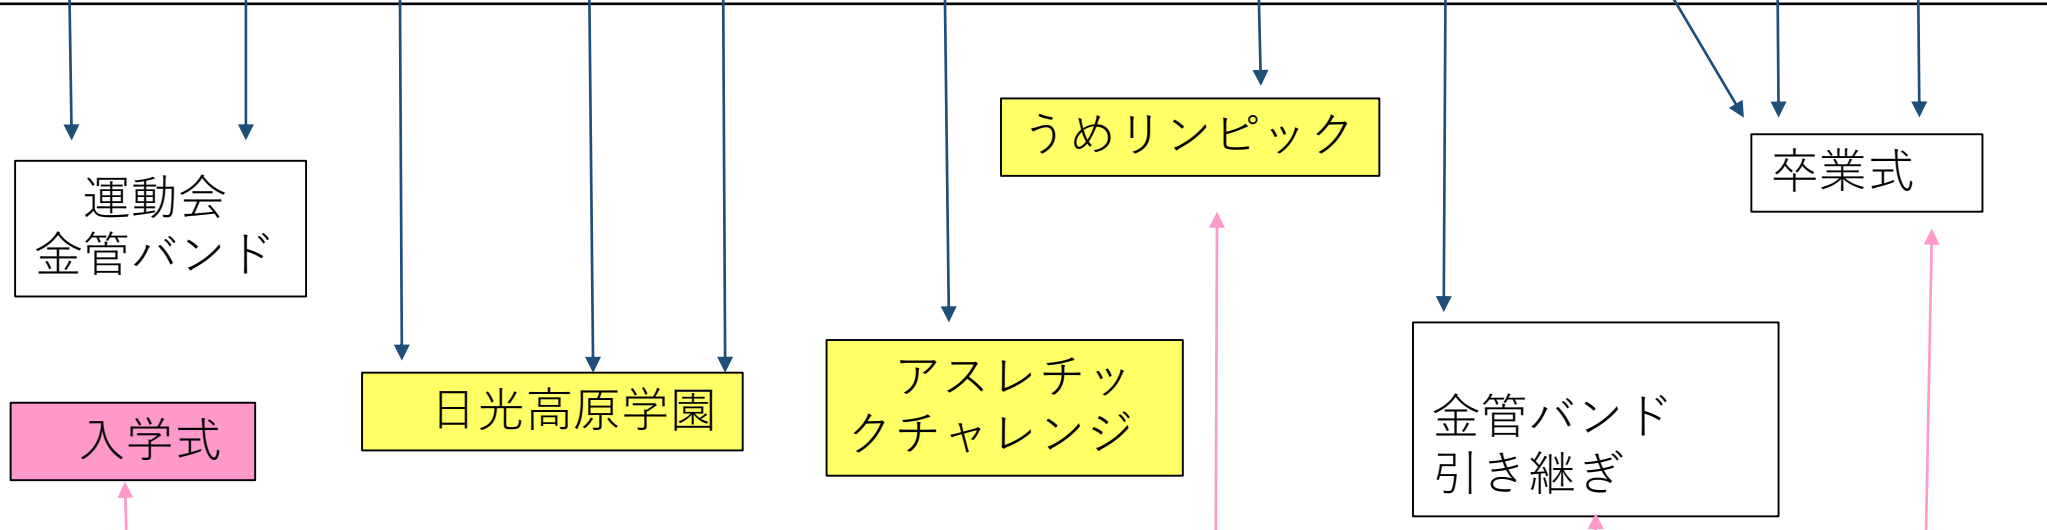 うめリンピック
卒業式
運動会
金管バンド
アスレチッ
クチャレンジ
日光高原学園
金管バンド
引き継ぎ
入学式